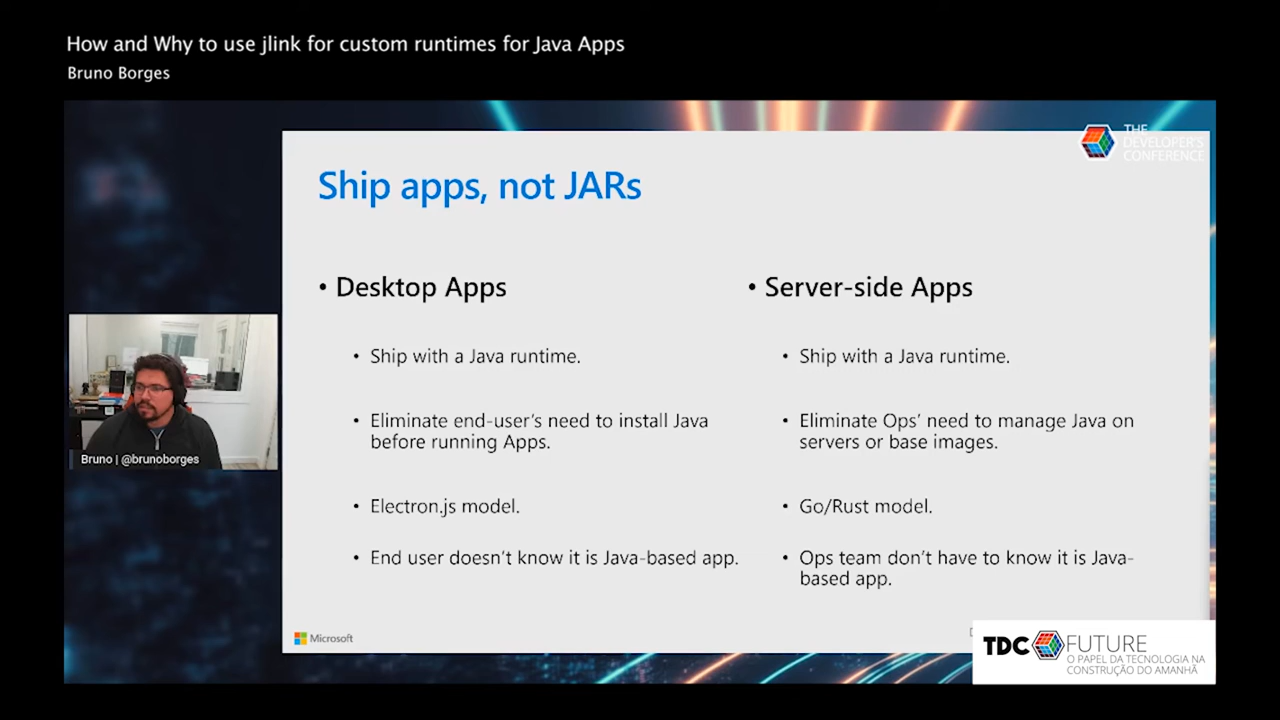 How and Why to use jlink for custom runtimes for Java Apps
Bruno Borges
THE
DEVELOPER'S
CONFERENCE
Ship apps, not JARs
• Desktop Apps
• Ship with a Java runtime.
• Eliminate end-user's need to install Java
before running Apps.
• Electron.js model.
• End user doesn't know it is Java-based app.
• Server-side Apps
• Ship with a Java runtime.
• Eliminate Ops' need to manage Java on
servers or base images.
• Go/Rust model.
• Ops team don't have to know it is Java-
based app.
Bruno | @brunoborges
Microsoft
TDC FUTURE
O PAPEL DA TECNOLOGIA NA
CONSTRUÇÃO DO AMANHÃ